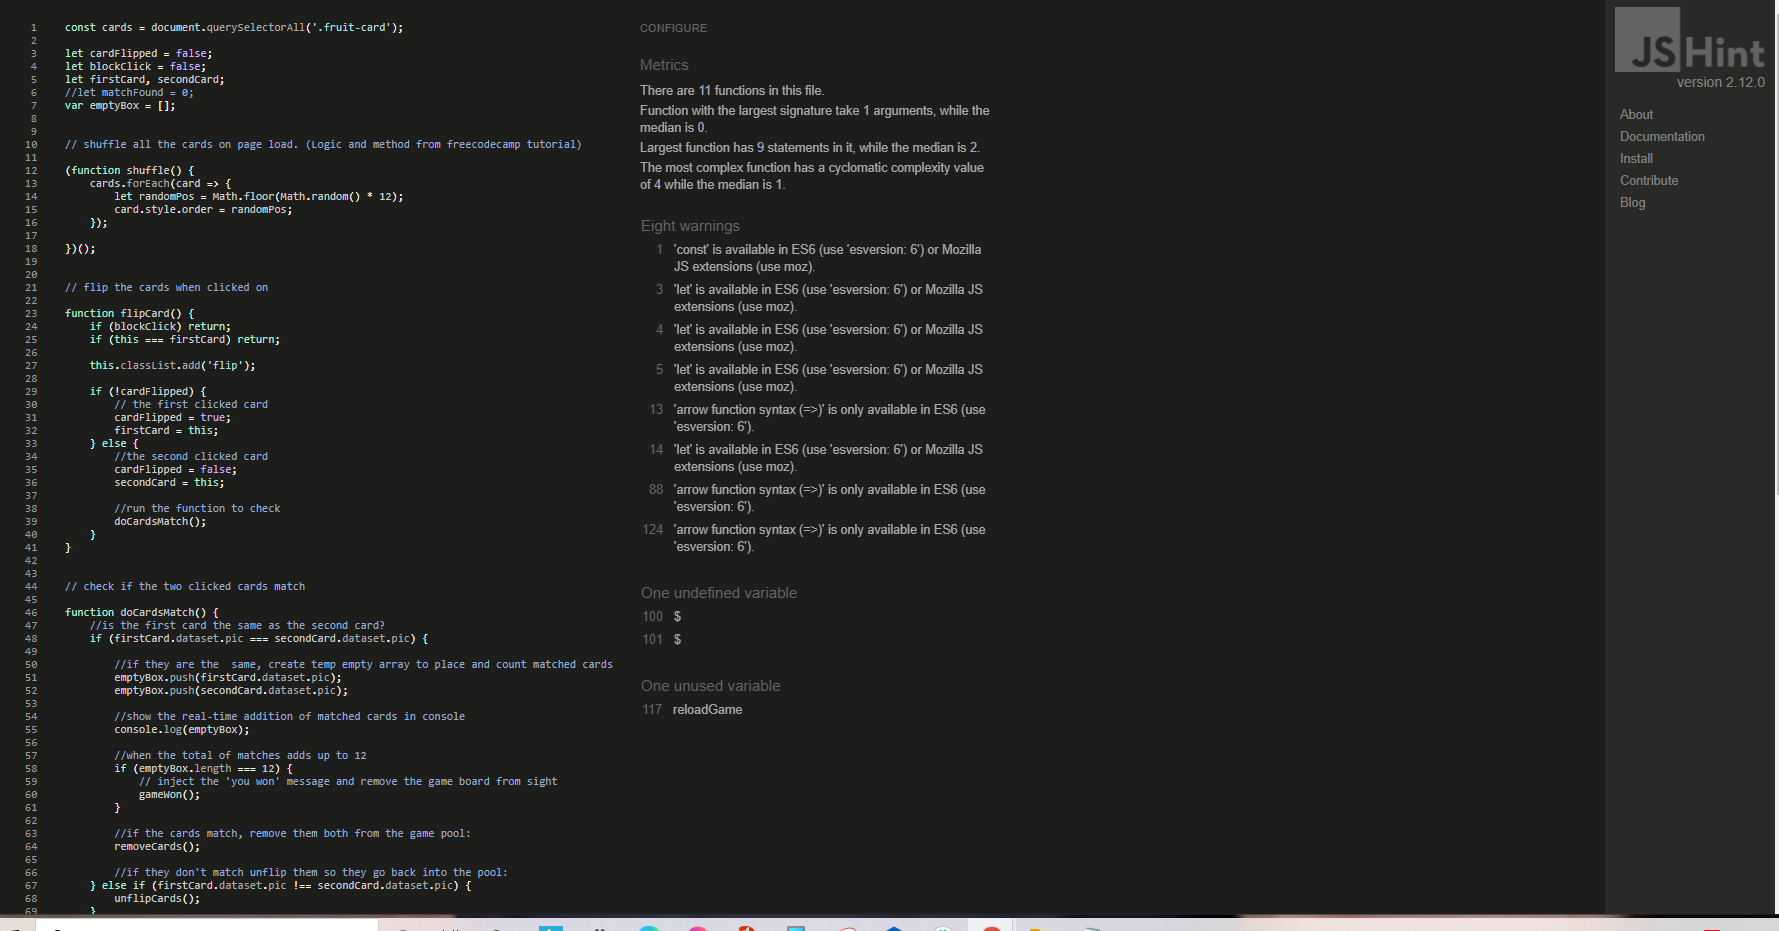 1 const cards = document.querySelectorAll('.fruit-card');
2
3 let cardFlipped = false;
4 let blockClick = false;
5 let firstCard, secondCard;
6 //let matchFound = 0;
7 var emptyBox = [];
8
9
10 // shuffle all the cards on page load. (Logic and method from freecodecamp tutorial)
11
12 (function shuffle() {
13 cards.forEach(card => {
14 let randomPos = Math.floor(Math.random() * 12);
15 card.style.order = randomPos;
16 });
17
18 })();
19
20
21 // flip the cards when clicked on
22
23 function flipCard() {
24 if (blockClick) return;
25 if (this === firstCard) return;
26
27 this.classList.add('flip');
28
29 if (!cardFlipped) {
30 // the first clicked card
31 cardFlipped = true;
32 firstCard = this;
33 } else {
34 //the second clicked card
35 cardFlipped = false;
36 secondCard = this;
37
38 //run the function to check
39 doCardsMatch();
40 }
41 }
42
43
44 // check if the two clicked cards match
45
46 function doCardsMatch() {
47 //is the first card the same as the second card?
48 if (firstCard.dataset.pic === secondCard.dataset.pic) {
49
50 //if they are the  same, create temp empty array to place and count matched cards
51 emptyBox.push(firstCard.dataset.pic);
52 emptyBox.push(secondCard.dataset.pic);
53
54 //show the real-time addition of matched cards in console
55 console.log(emptyBox);
56
57 //when the total of matches adds up to 12
58 if (emptyBox.length === 12) {
59 // inject the 'you won' message and remove the game board from sight
60 gameWon();
61 }
62
63 //if the cards match, remove them both from the game pool:
64 removeCards();
65
66 //if they don't match unflip them so they go back into the pool:
67 } else if (firstCard.dataset.pic !== secondCard.dataset.pic) {
68 unflipCards();
69 }
CONFIGURE
Metrics
There are 11 functions in this file.
Function with the largest signature take 1 arguments, while the
median is 0.
Largest function has 9 statements in it, while the median is 2.
The most complex function has a cyclomatic complexity value
of 4 while the median is 1.
Eight warnings
1 'const' is available in ES6 (use 'esversion: 6') or Mozilla
JS extensions (use moz).
3 'let' is available in ES6 (use 'esversion: 6') or Mozilla JS
extensions (use moz).
4 'let' is available in ES6 (use 'esversion: 6') or Mozilla JS
extensions (use moz).
5 'let' is available in ES6 (use 'esversion: 6') or Mozilla JS
extensions (use moz).
13 'arrow function syntax (=>)' is only available in ES6 (use
'esversion: 6').
14 'let' is available in ES6 (use 'esversion: 6') or Mozilla JS
extensions (use moz).
88 'arrow function syntax (=>)' is only available in ES6 (use
'esversion: 6').
124 'arrow function syntax (=>)' is only available in ES6 (use
'esversion: 6').
One undefined variable
100 $
101 $
One unused variable
117 reloadGame
JSHint
version 2.12.0
About
Documentation
Install
Contribute
Blog